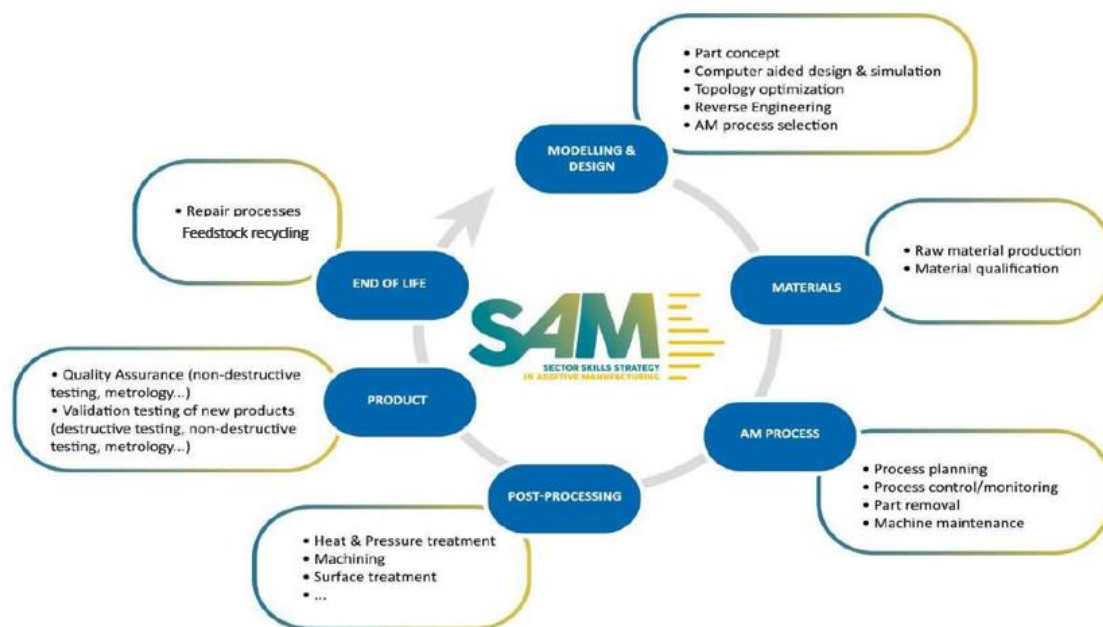 • Part concept
• Computer aided design & simulation
• Topology optimization
• Reverse Engineering
• AM process selection
MODELLING &
DESIGN
• Raw material production
• Material qualification
MATERIALS
AM PROCESS
• Process planning
• Process control/monitoring
• Part removal
• Machine maintenance
POST-PROCESSING
• Heat & Pressure treatment
• Machining
• Surface treatment
• ...
PRODUCT
• Quality Assurance (non-destructive
testing, metrology...)
• Validation testing of new products
(destructive testing, non-destructive
testing, metrology...)
END OF LIFE
• Repair processes
Feedstock recycling
SAM
SECTOR SKILLS STRATEGY
IN ADDITIVE MANUFACTURING